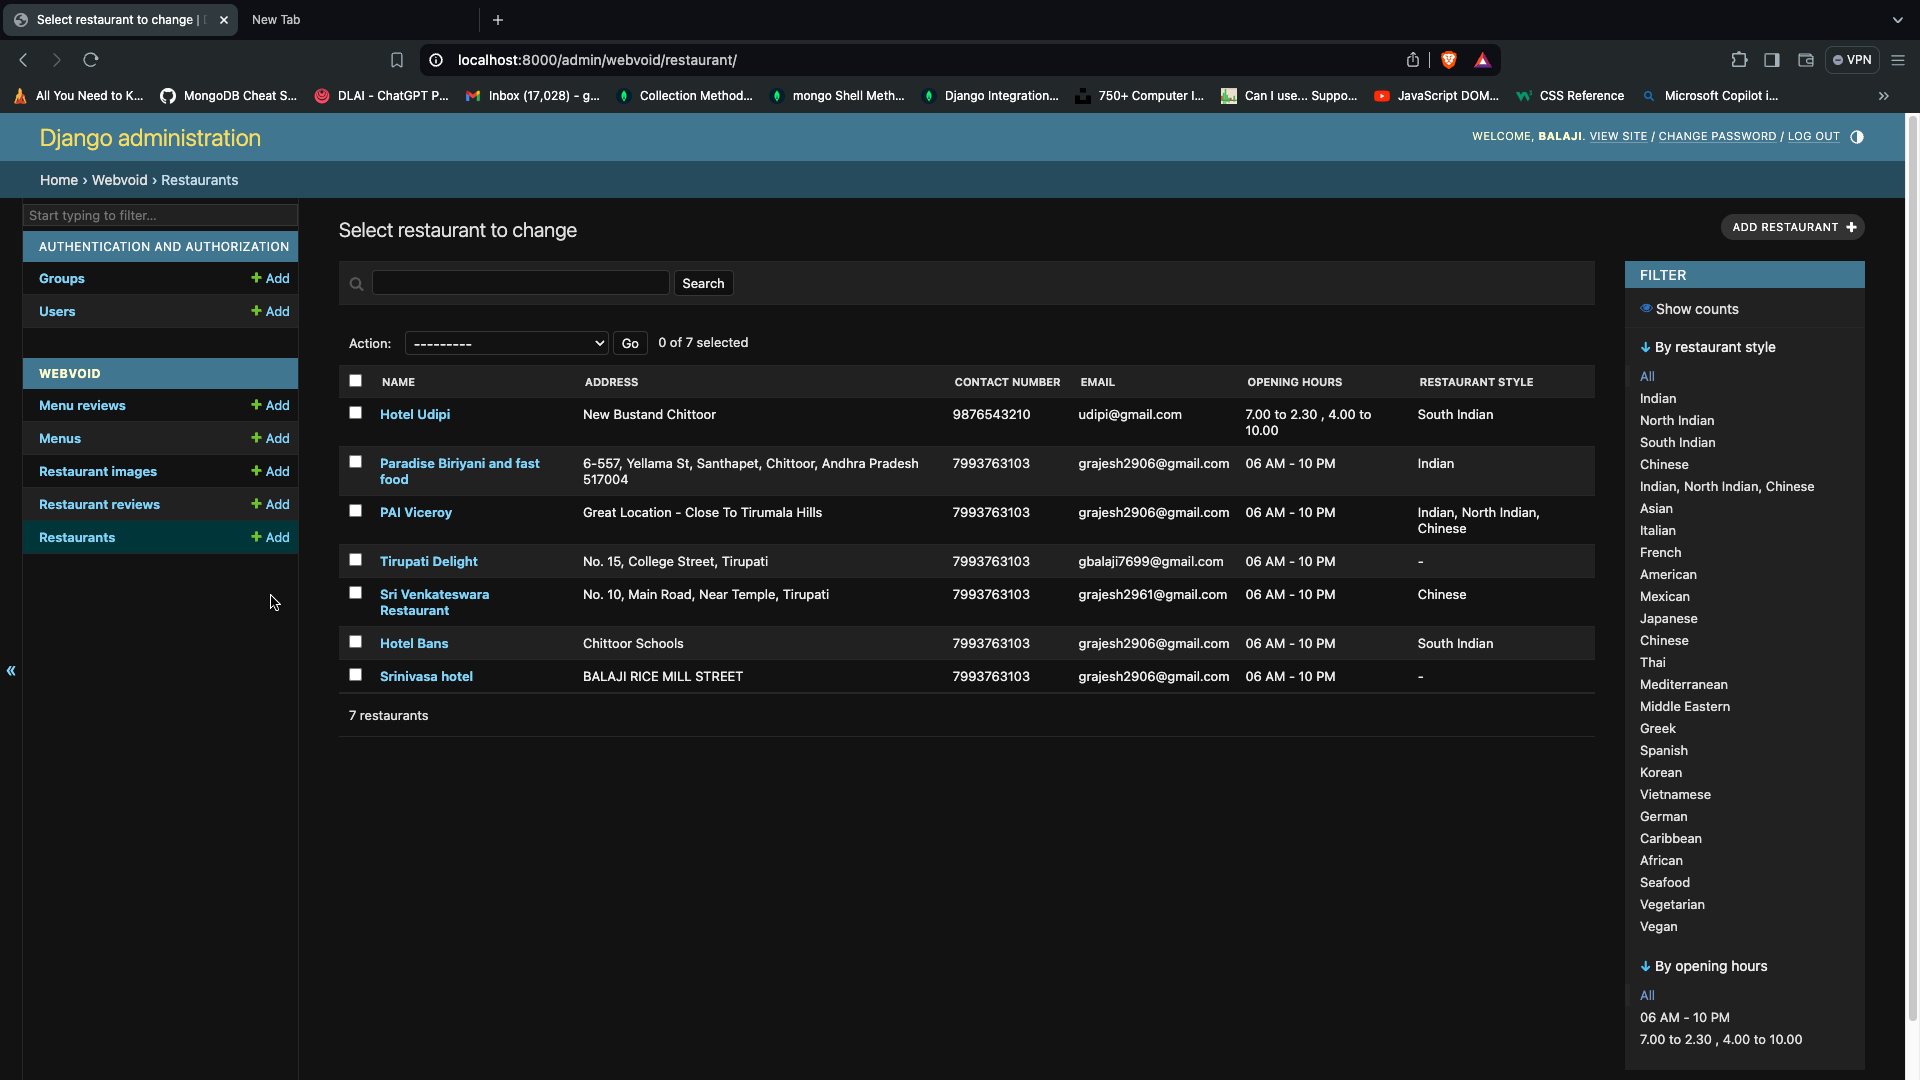 Select restaurant to change |
New Tab
localhost:8000/admin/webvoid/restaurant/
VPN
All You Need to K...
MongoDB Cheat S...
DLAI - ChatGPT P...
Inbox (17,028) - g...
Collection Method...
mongo Shell Meth...
Django Integration...
750+ Computer I...
Can I use... Suppo...
JavaScript DOM...
CSS Reference
Microsoft Copilot i...
»
Django administration
WELCOME, BALAJI. VIEW SITE / CHANGE PASSWORD / LOG OUT
Home › Webvoid › Restaurants
Start typing to filter...
AUTHENTICATION AND AUTHORIZATION
Groups + Add
Users + Add
WEBVOID
Menu reviews + Add
Menus + Add
Restaurant images + Add
Restaurant reviews + Add
Restaurants + Add
«
Select restaurant to change
ADD RESTAURANT +
Search
Action: --------- Go 0 of 7 selected
NAME ADDRESS CONTACT NUMBER EMAIL OPENING HOURS RESTAURANT STYLE
Hotel Udipi New Bustand Chittoor 9876543210 udipi@gmail.com 7.00 to 2.30 , 4.00 to South Indian
10.00
Paradise Biriyani and fast 6-557, Yellama St, Santhapet, Chittoor, Andhra Pradesh 7993763103 grajesh2906@gmail.com 06 AM - 10 PM Indian
food 517004
PAI Viceroy Great Location - Close To Tirumala Hills 7993763103 grajesh2906@gmail.com 06 AM - 10 PM Indian, North Indian,
Chinese
Tirupati Delight No. 15, College Street, Tirupati 7993763103 gbalaji7699@gmail.com 06 AM - 10 PM -
Sri Venkateswara No. 10, Main Road, Near Temple, Tirupati 7993763103 grajesh2961@gmail.com 06 AM - 10 PM Chinese
Restaurant
Hotel Bans Chittoor Schools 7993763103 grajesh2906@gmail.com 06 AM - 10 PM South Indian
Srinivasa hotel BALAJI RICE MILL STREET 7993763103 grajesh2906@gmail.com 06 AM - 10 PM -
7 restaurants
FILTER
Show counts
↓ By restaurant style
All
Indian
North Indian
South Indian
Chinese
Indian, North Indian, Chinese
Asian
Italian
French
American
Mexican
Japanese
Chinese
Thai
Mediterranean
Middle Eastern
Greek
Spanish
Korean
Vietnamese
German
Caribbean
African
Seafood
Vegetarian
Vegan
↓ By opening hours
All
06 AM - 10 PM
7.00 to 2.30 , 4.00 to 10.00